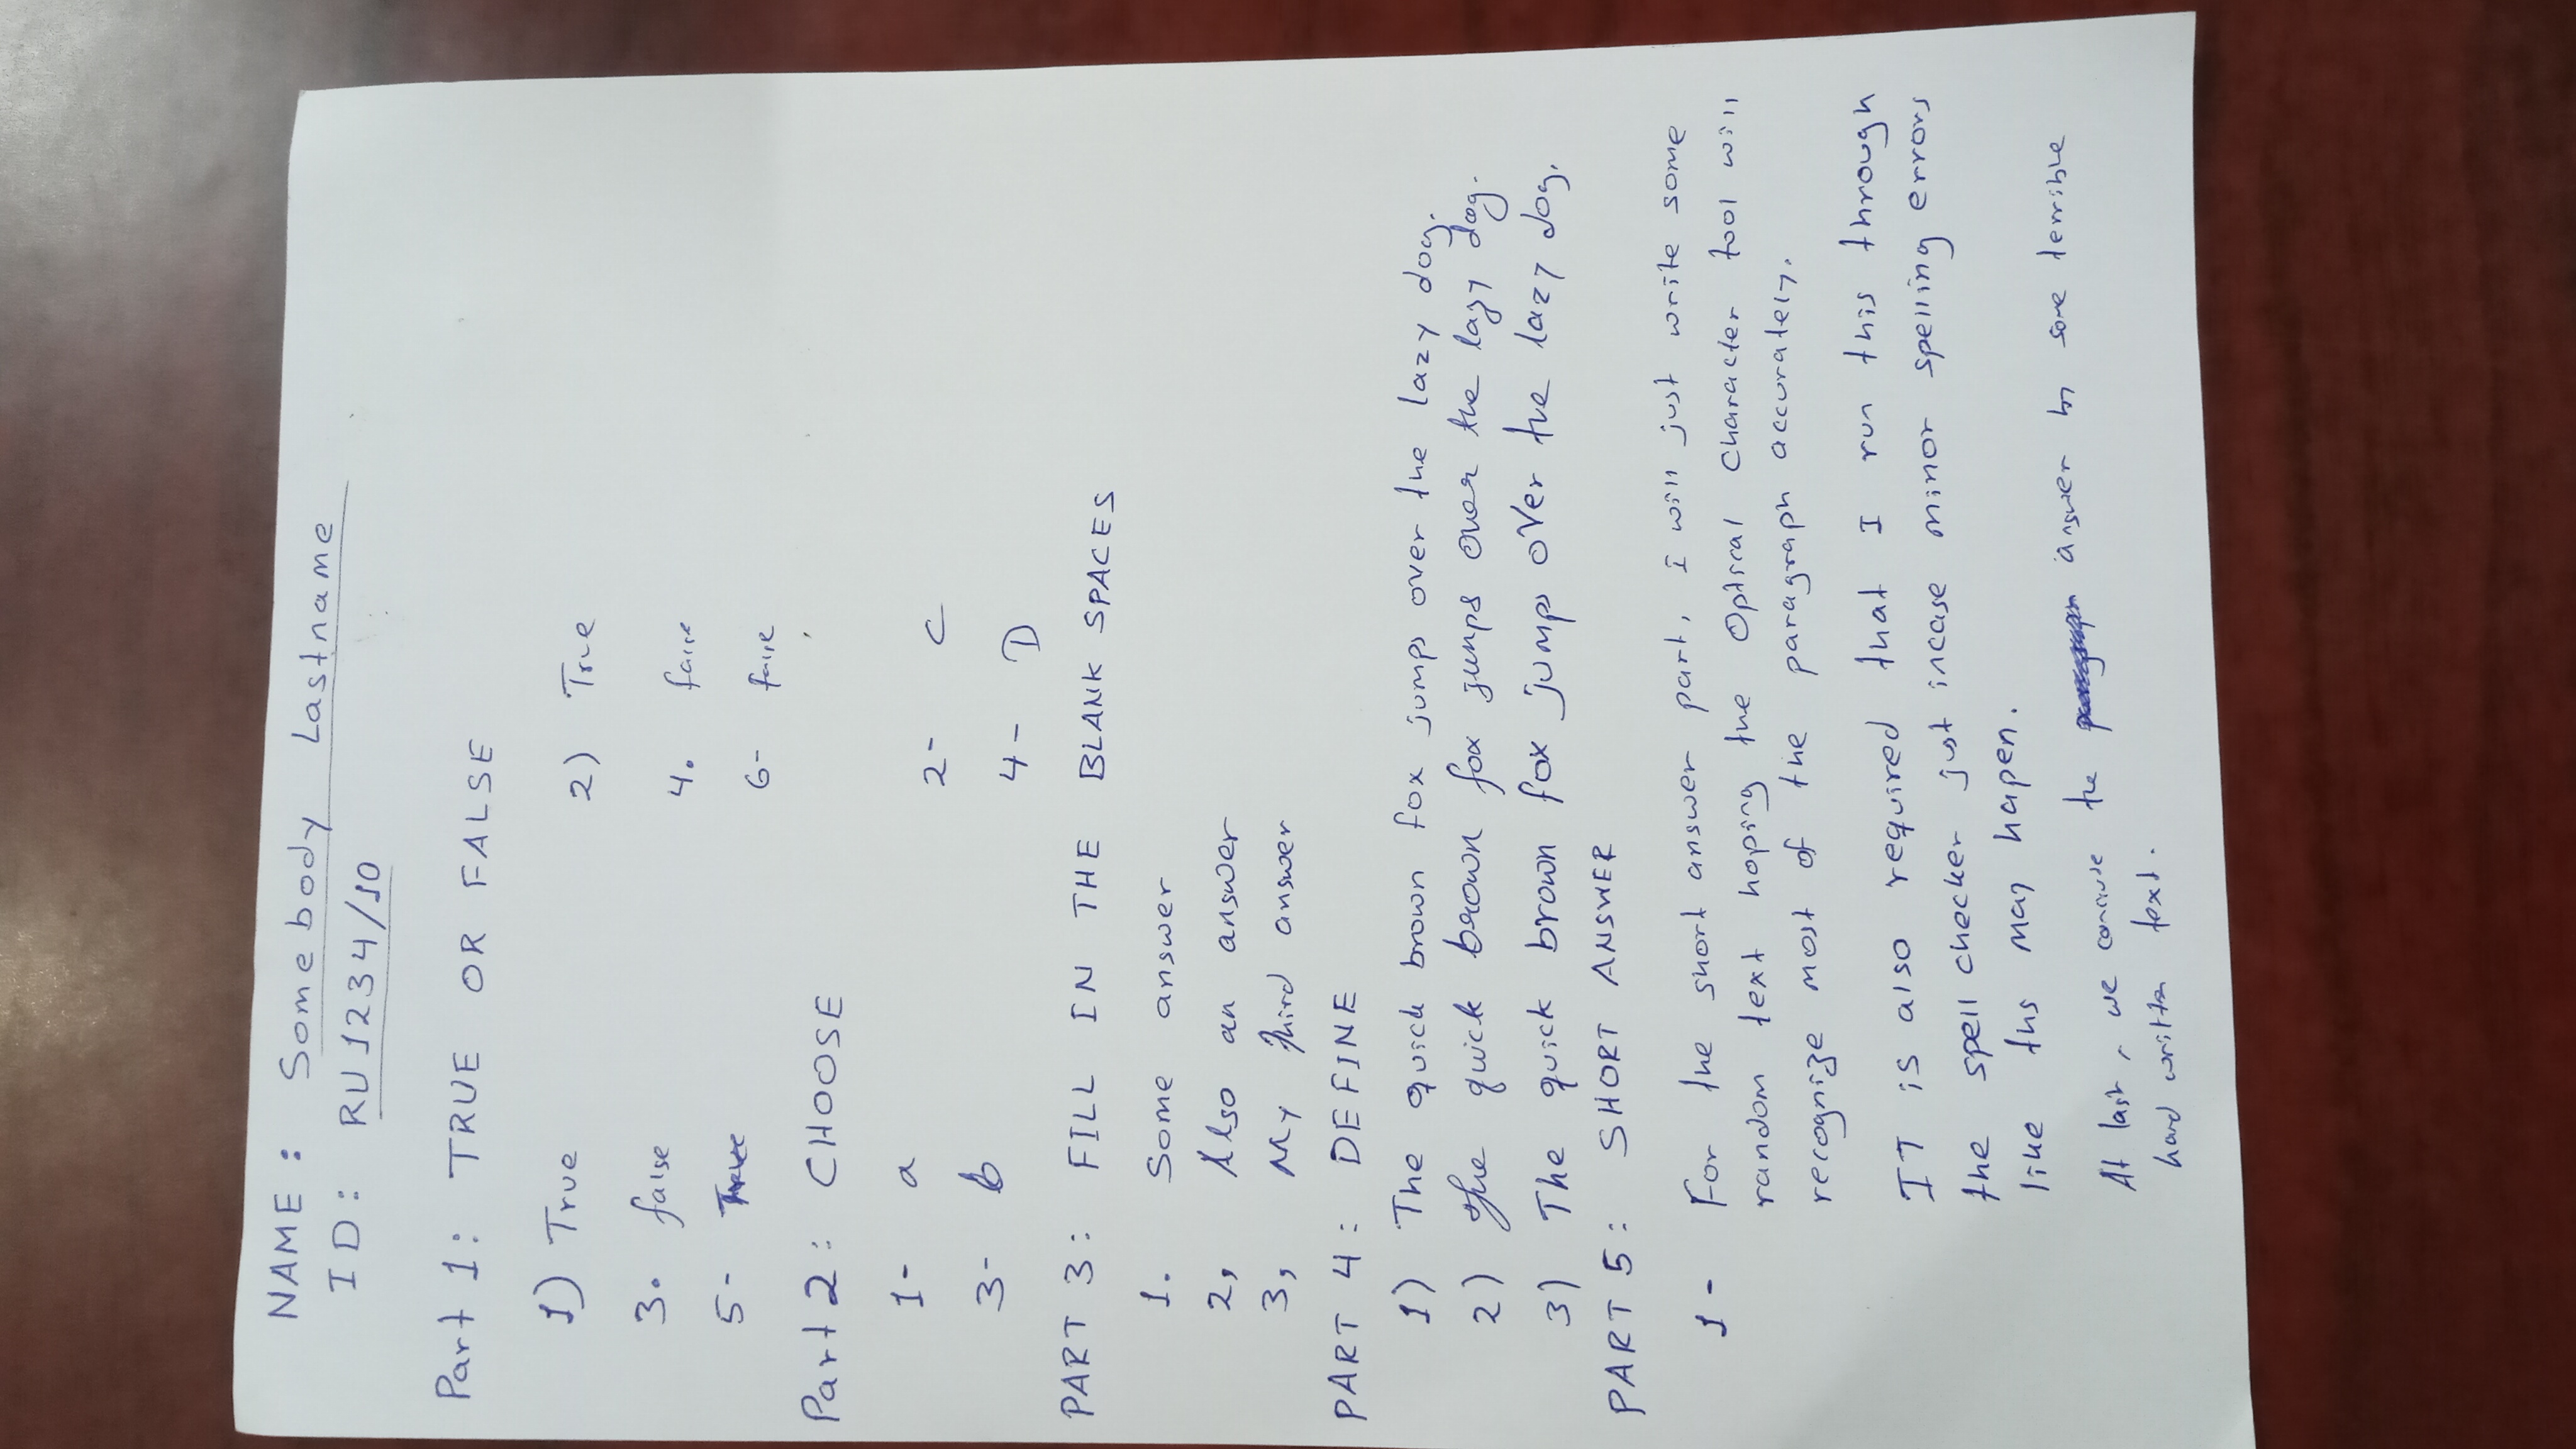 NAME : Somebody Lastname
ID: RU1234/10
Part 1: TRUE OR FALSE
1) True 2) True
3. false 4. false
5- True 6- false
Part 2: CHOOSE
1- a 2- c
3- b 4- D
PART 3: FILL IN THE BLANK SPACES
1. Some answer
2, Also an answer
3, My third answer
PART 4: DEFINE
1) The quick brown fox jumps over the lazy dog.
2) The quick brown fox jumps over the lazy dog.
3) The quick brown fox jumps over the lazy dog.
PART 5: SHORT ANSWER
1- For the short answer part, I will just write some
random text hoping the Optical Character tool will
recognize most of the paragraph accurately.
IT is also required that I run this through
the spell checker just incase minor spelling errors
like ths may hapen.
At last, we conclude the answer by some terrible
hand written text.